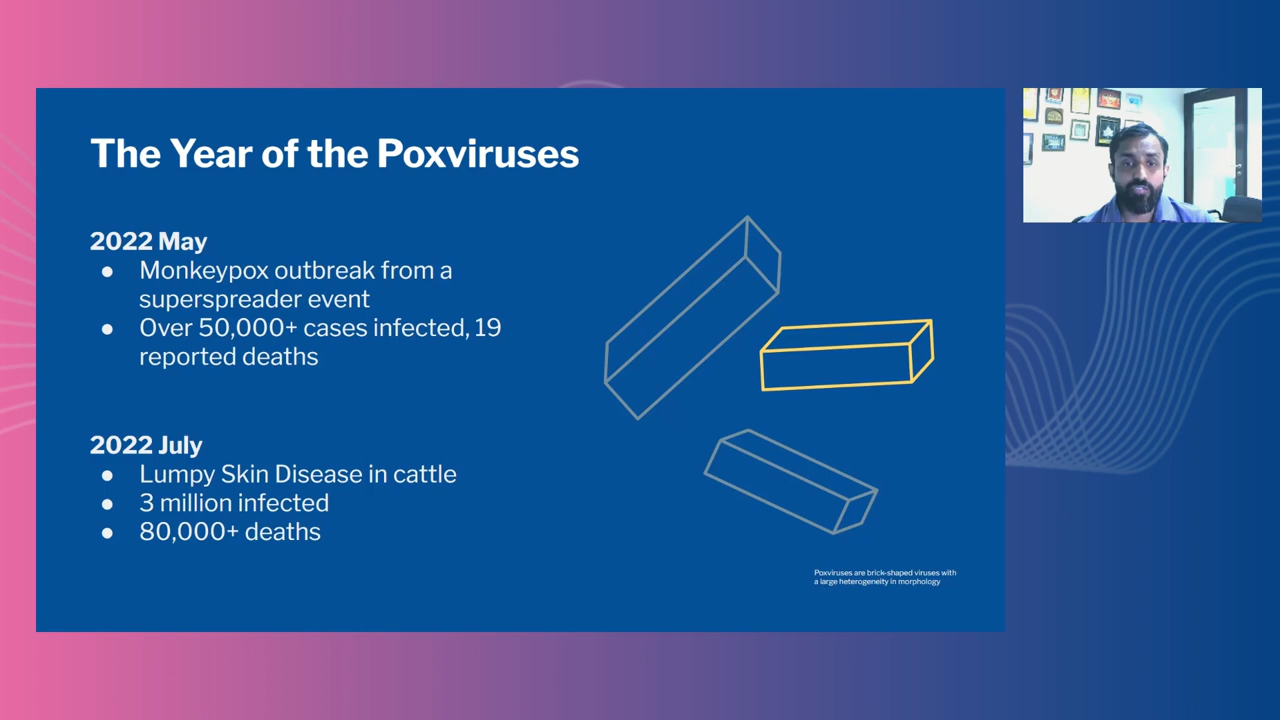 The Year of the Poxviruses
2022 May
● Monkeypox outbreak from a
superspreader event
● Over 50,000+ cases infected, 19
reported deaths
2022 July
● Lumpy Skin Disease in cattle
● 3 million infected
● 80,000+ deaths
Poxviruses are brick-shaped viruses with
a large heterogeneity in morphology